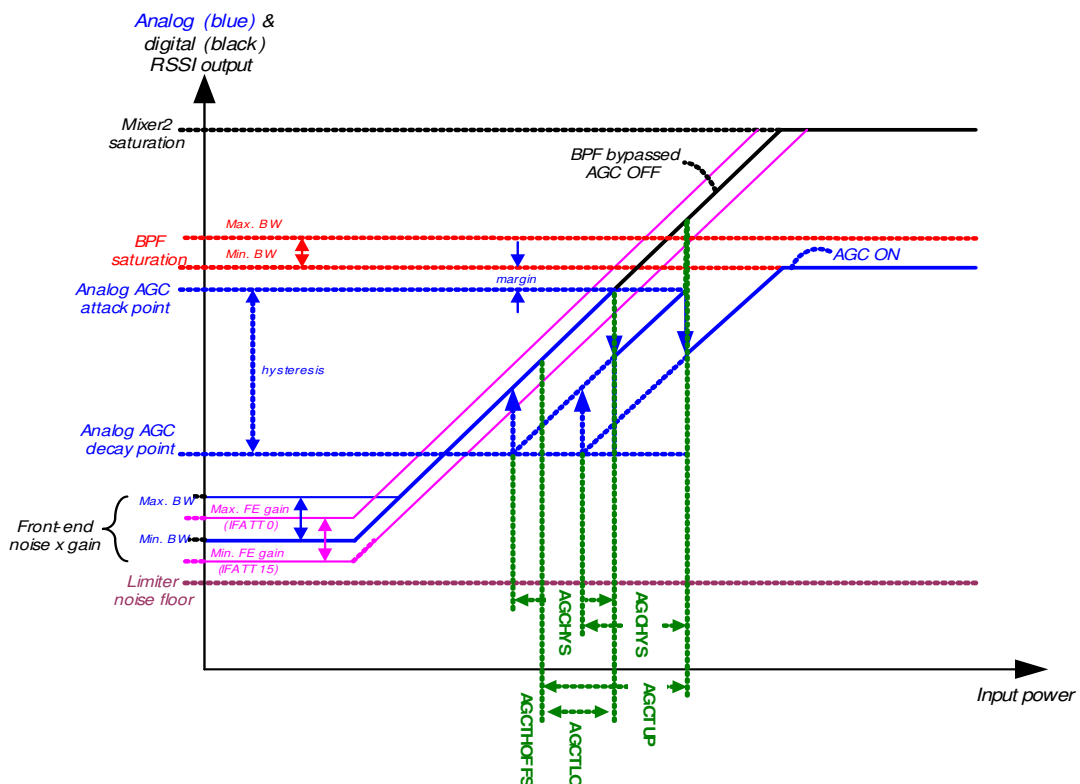 Analog (blue) &
digital (black)
RSSI output
Mixer2
saturation
BPF bypassed
AGC OFF
Max. BW
BPF
saturation
Min. BW
AGC ON
margin
Analog AGC
attack point
hysteresis
Analog AGC
decay point
Max. BW
Max. FE gain
(IFATT 0)
Front-end
noise x gain
Min. BW
Min. FE gain
(IFATT 15)
Limiter
noise floor
AGCHYS
AGCHYS
Input power
AGCTHOFFS
AGCTLO
AGCTUP